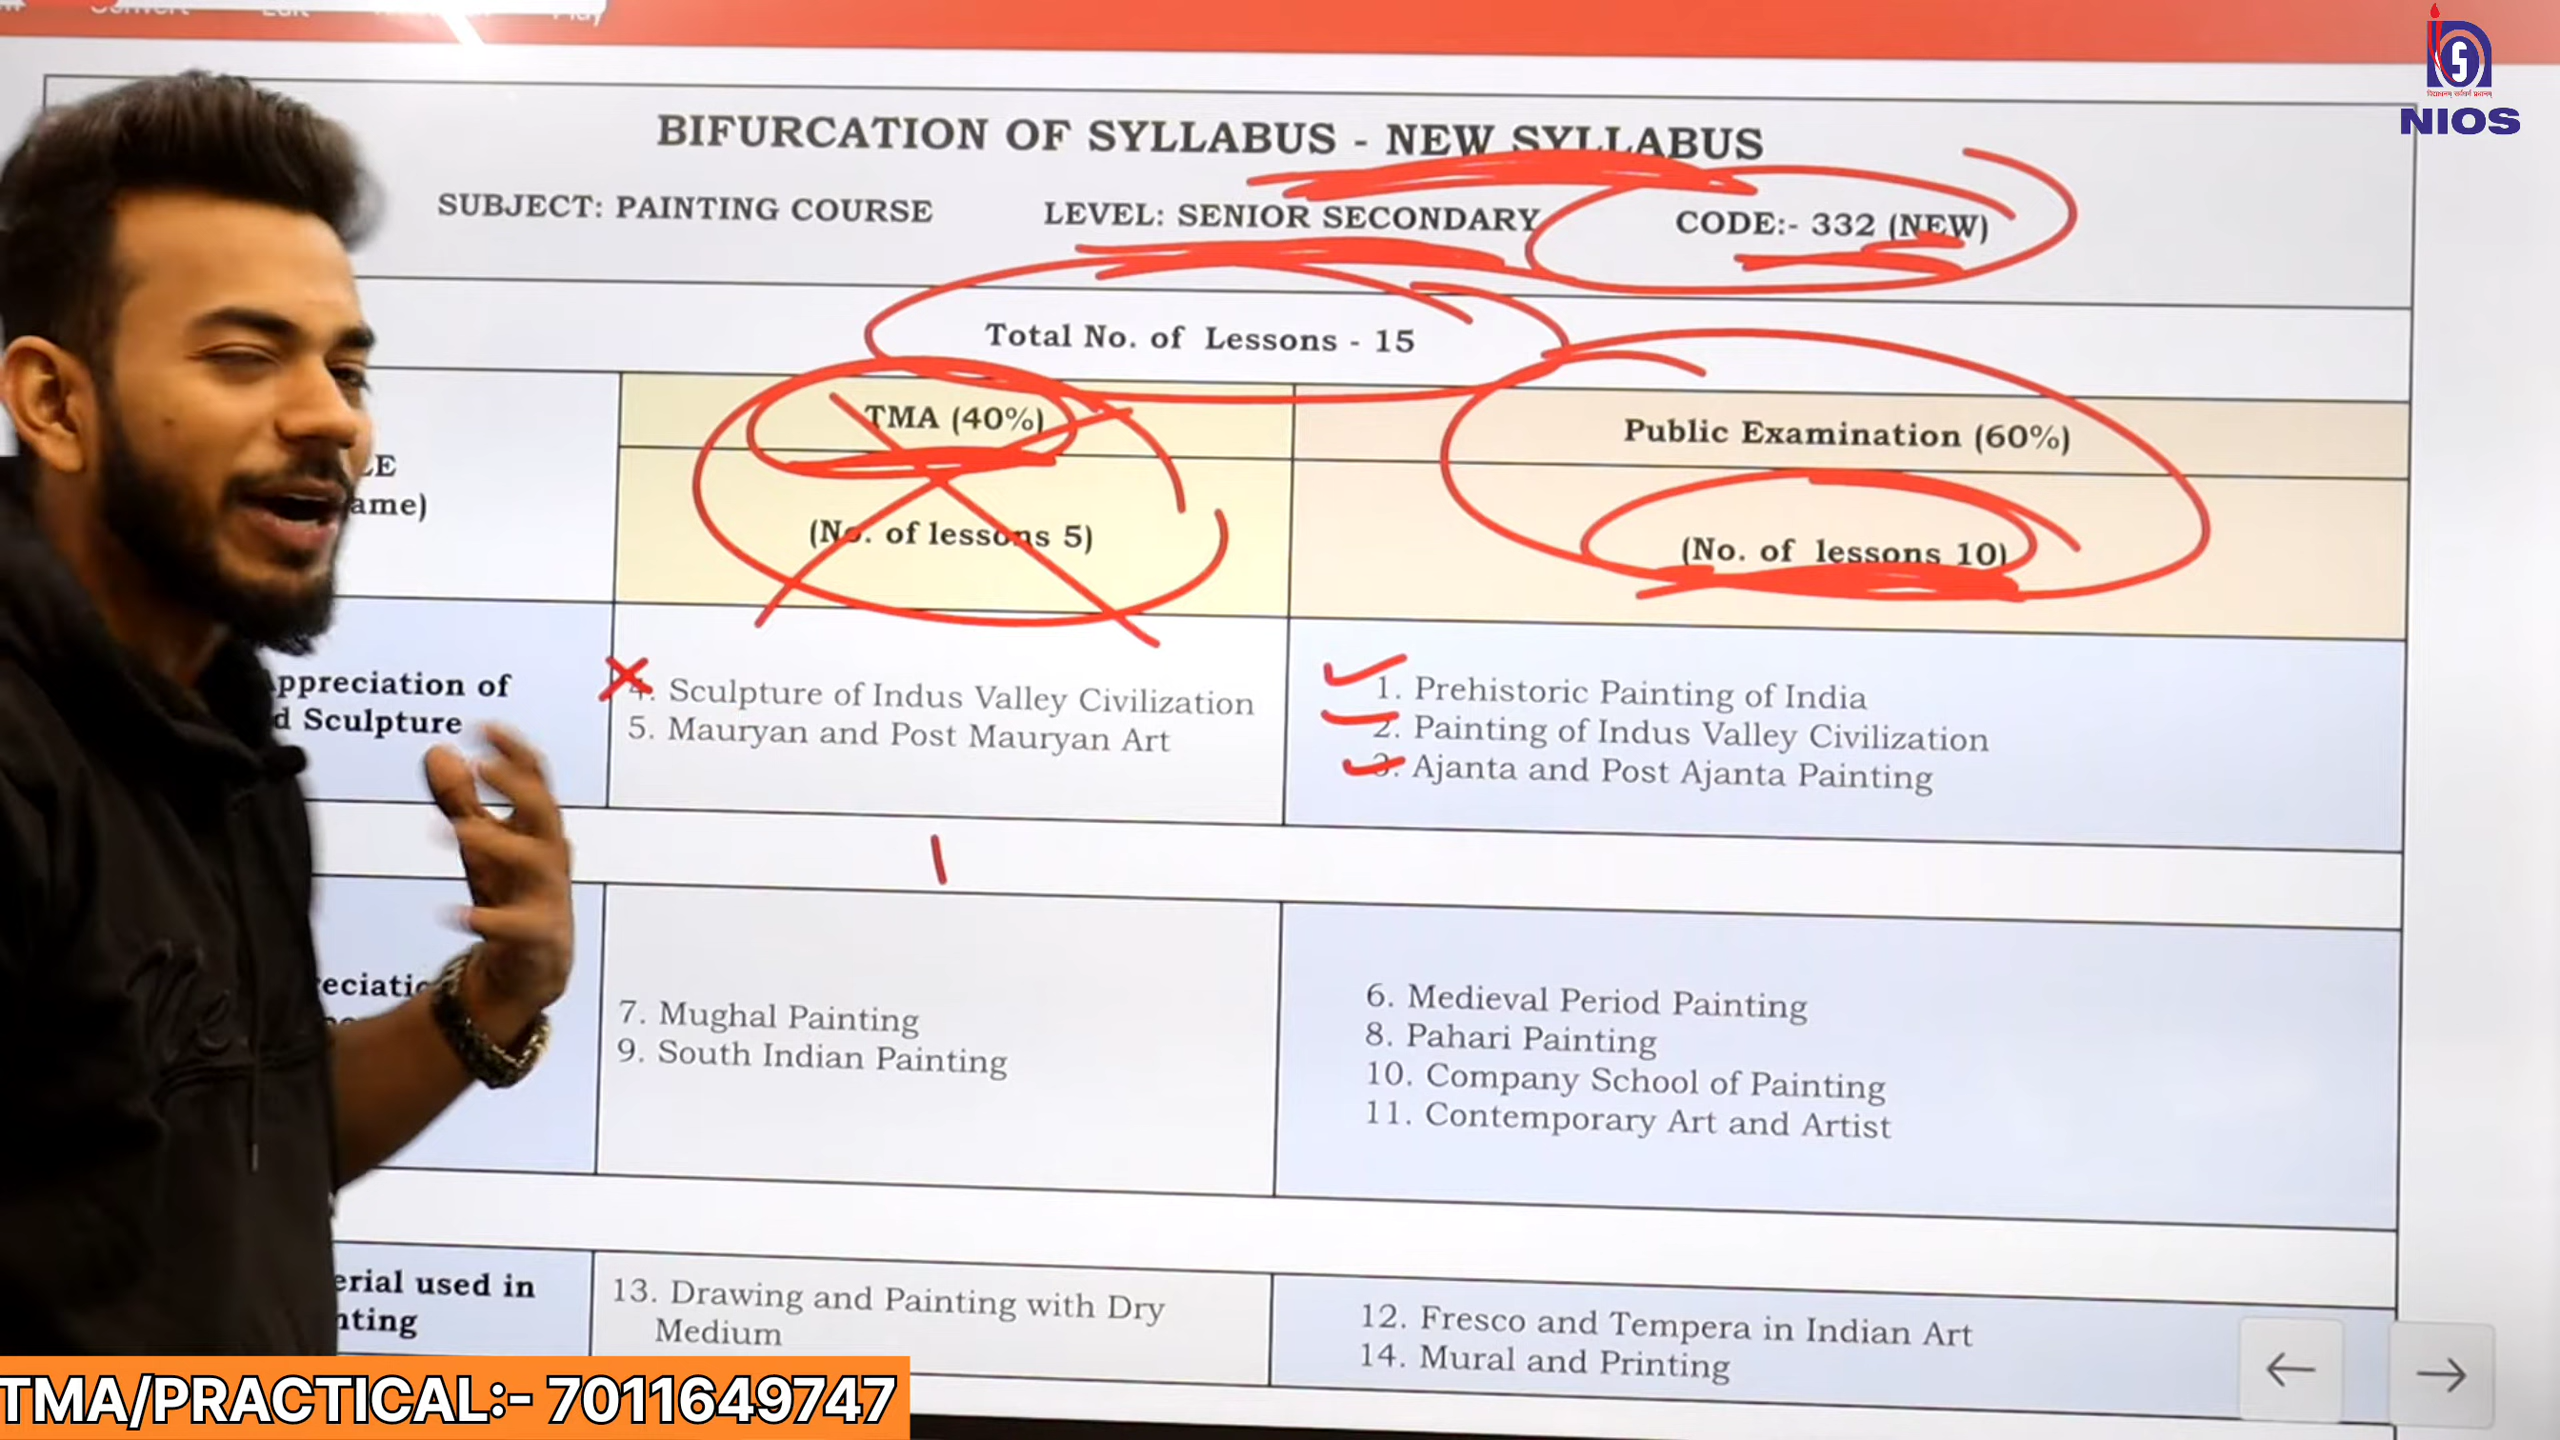 NIOS
BIFURCATION OF SYLLABUS - NEW SYLLABUS
SUBJECT: PAINTING COURSE LEVEL: SENIOR SECONDARY CODE:- 332 (NEW)
Total No. of Lessons - 15
TMA (40%)
Public Examination (60%)
(No. of lessons 5)
(No. of lessons 10)
ppreciation of
d Sculpture
4. Sculpture of Indus Valley Civilization
5. Mauryan and Post Mauryan Art
1. Prehistoric Painting of India
2. Painting of Indus Valley Civilization
3. Ajanta and Post Ajanta Painting
7. Mughal Painting
9. South Indian Painting
6. Medieval Period Painting
8. Pahari Painting
10. Company School of Painting
11. Contemporary Art and Artist
erial used in
nting
13. Drawing and Painting with Dry
Medium
12. Fresco and Tempera in Indian Art
14. Mural and Printing
TMA/PRACTICAL:- 7011649747